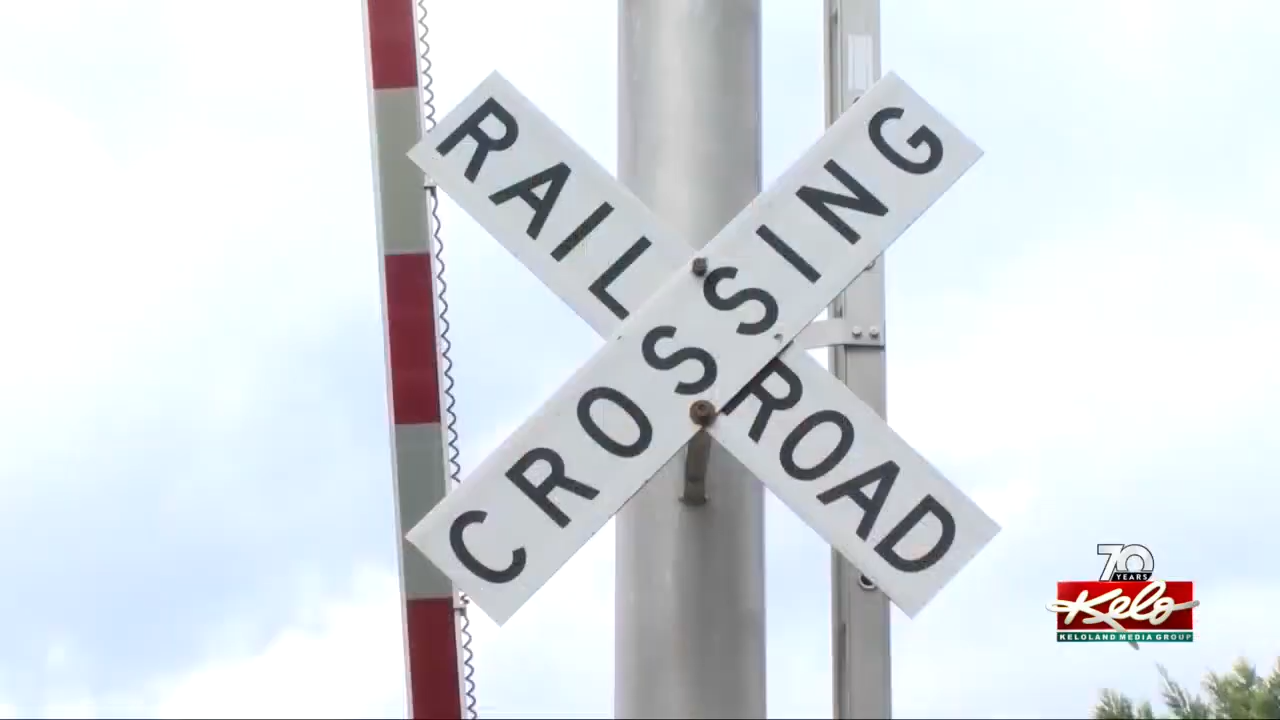 RAILROAD
CROSSING
70
YEARS
Kelo
KELOLAND MEDIA GROUP